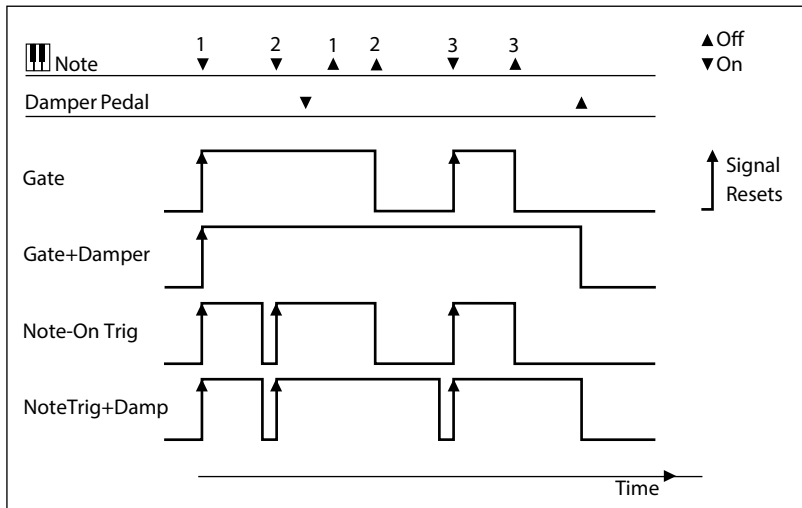 1 2 1 2 3 3
▲Off
Note
▼On
Damper Pedal
Gate
Signal
Resets
Gate+Damper
Note-On Trig
NoteTrig+Damp
Time